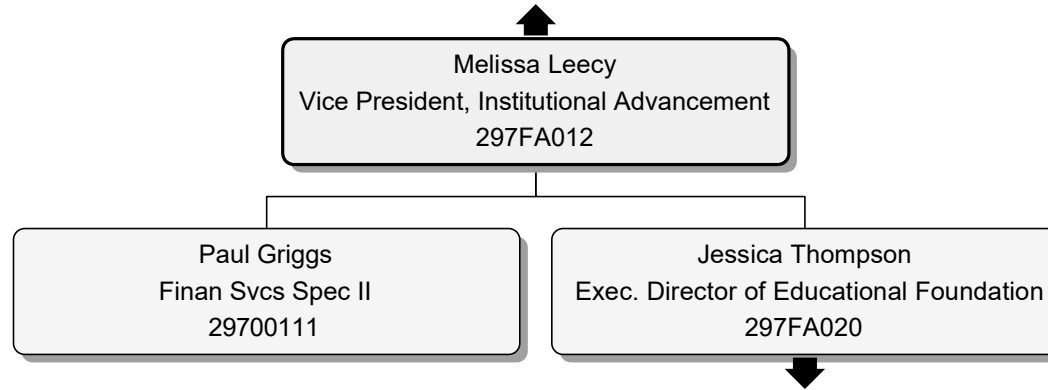 Melissa Leecy
Vice President, Institutional Advancement
297FA012
Paul Griggs
Finan Svcs Spec II
29700111
Jessica Thompson
Exec. Director of Educational Foundation
297FA020